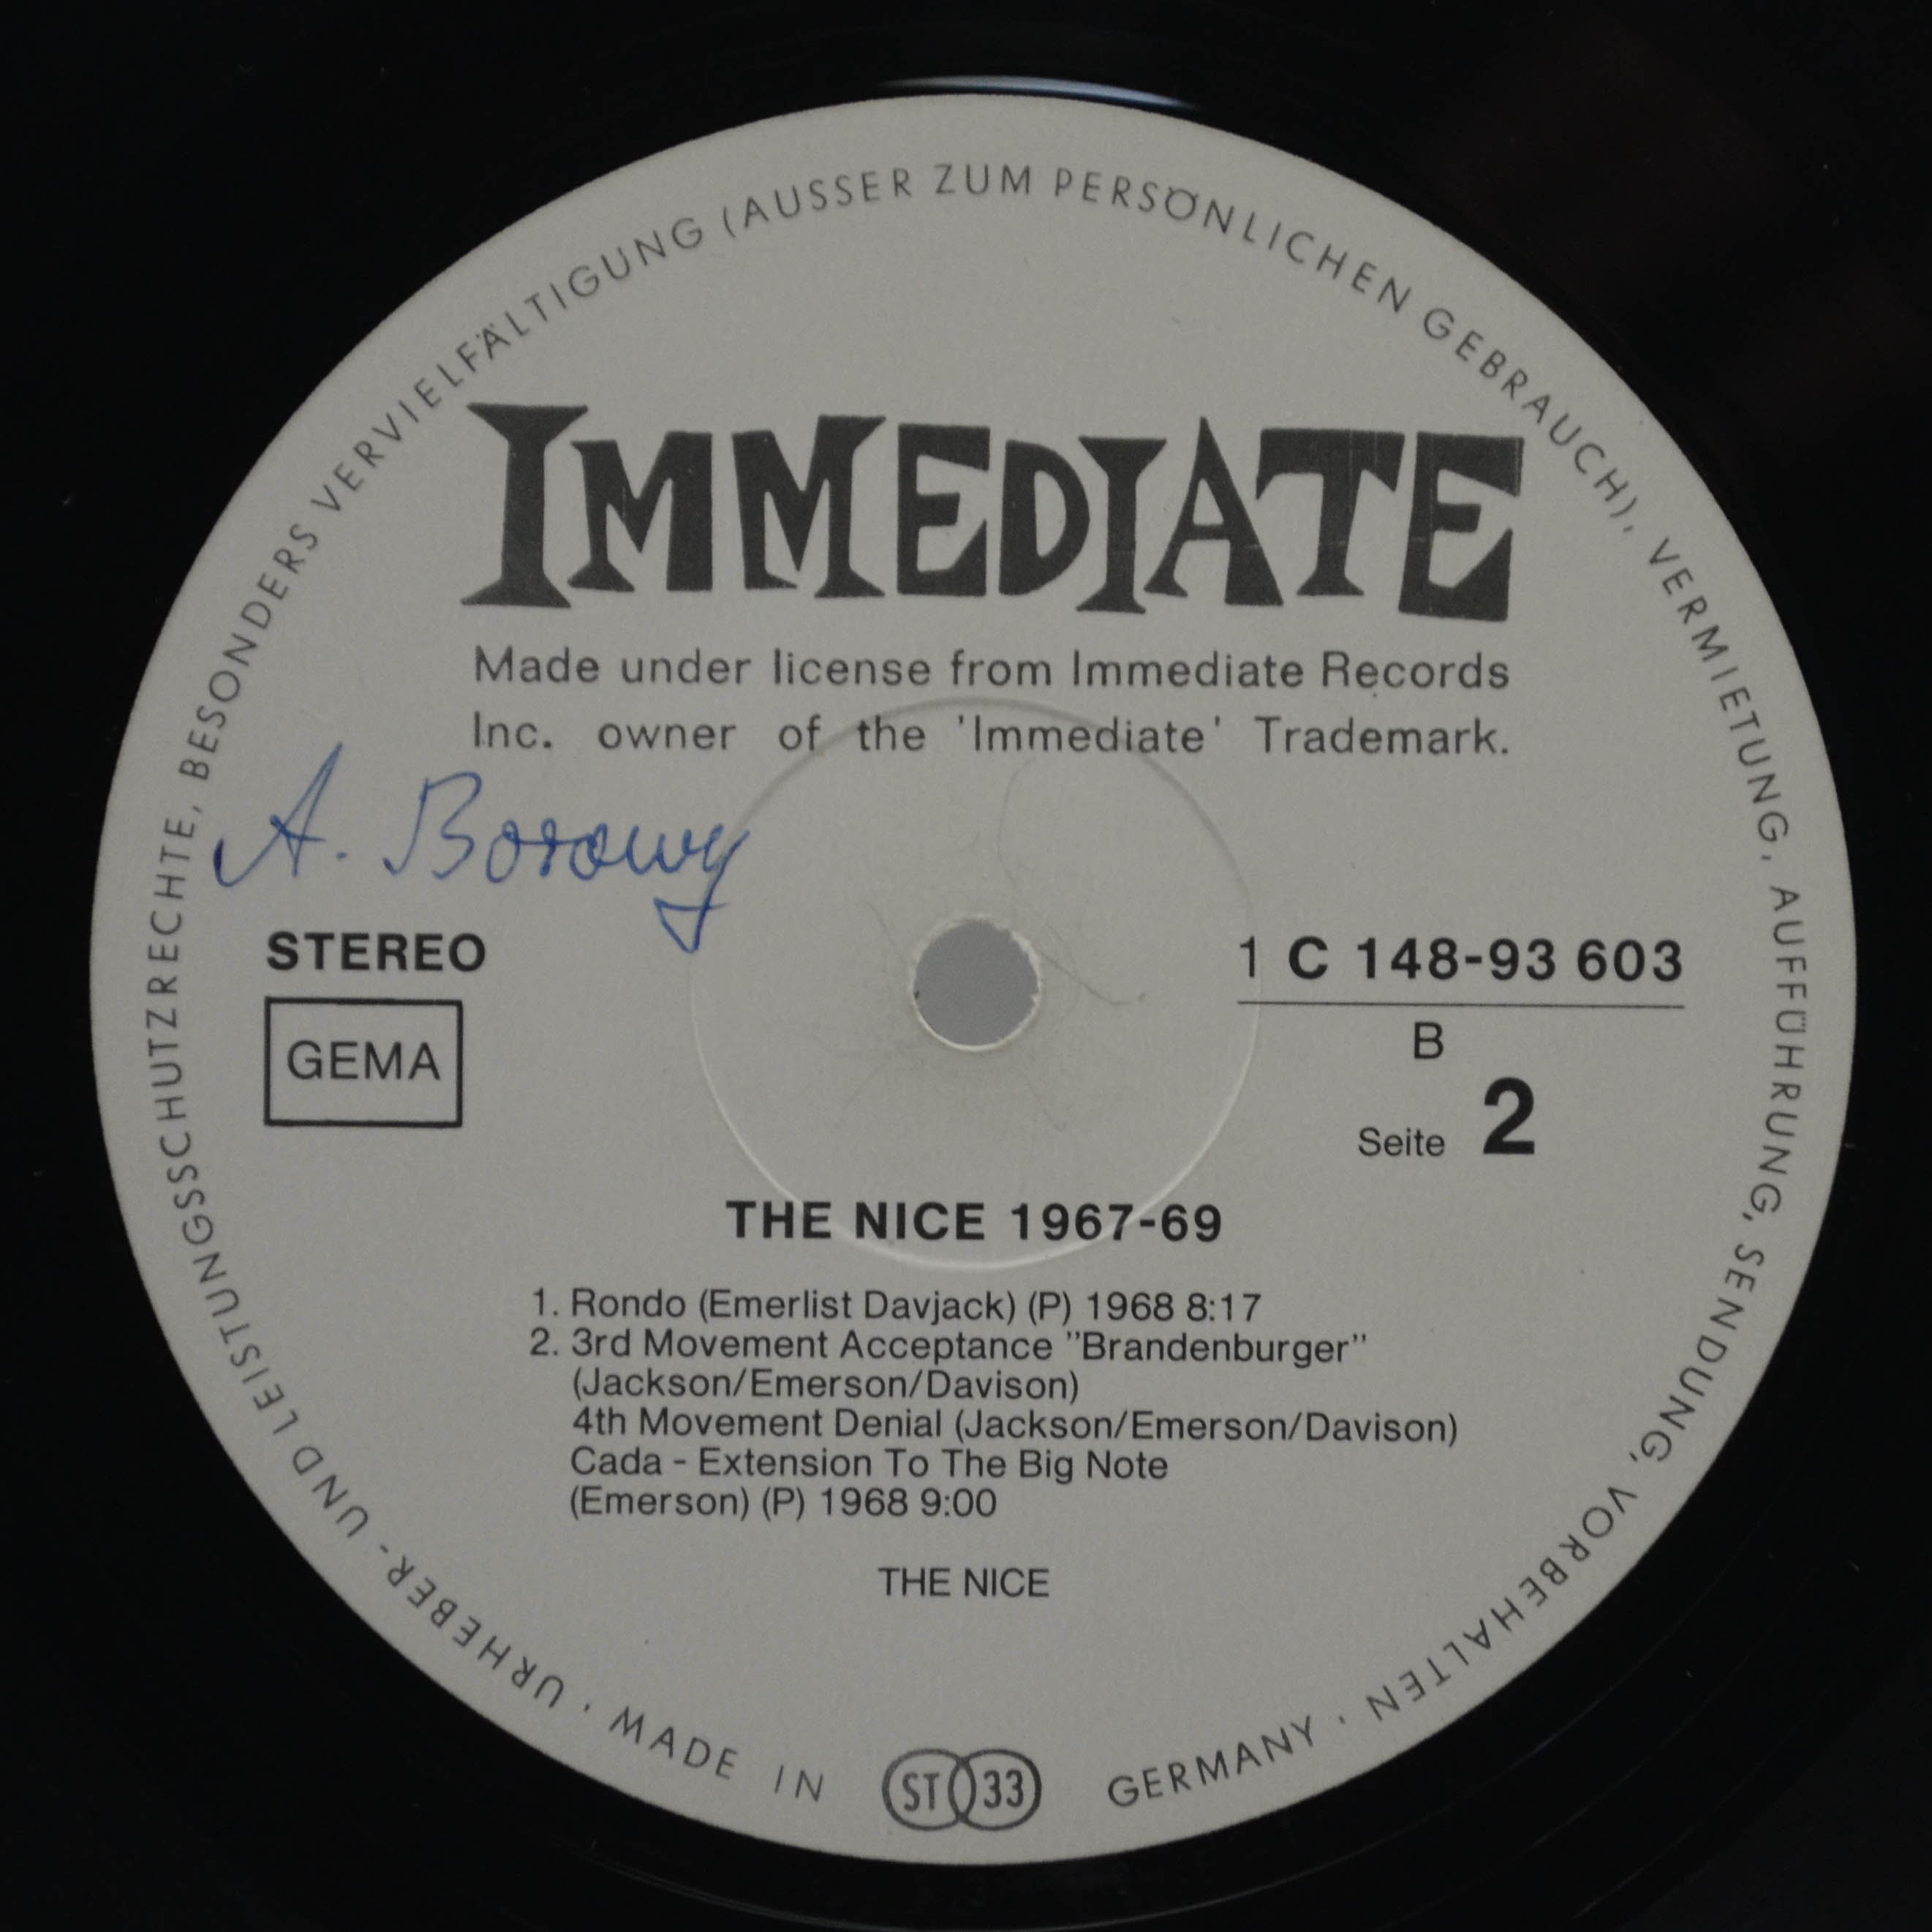 URHEBER- UND LEISTUNGSSCHUTZRECHTE, BESONDERS VERVIELFÄLTIGUNG (AUSSER ZUM PERSÖNLICHEN GEBRAUCH), VERMIETUNG, AUFFÜHRUNG, SENDUNG, VORBEHALTEN ·
IMMEDIATE
Made under license from Immediate Records
Inc. owner of the 'Immediate' Trademark.
A. Borowy
STEREO
GEMA
1 C 148-93 603
B
Seite 2
THE NICE 1967-69
1. Rondo (Emerlist Davjack) (P) 1968 8:17
2. 3rd Movement Acceptance "Brandenburger"
(Jackson/Emerson/Davison)
4th Movement Denial (Jackson/Emerson/Davison)
Cada - Extension To The Big Note
(Emerson) (P) 1968 9:00
THE NICE
· MADE IN ST 33 GERMANY